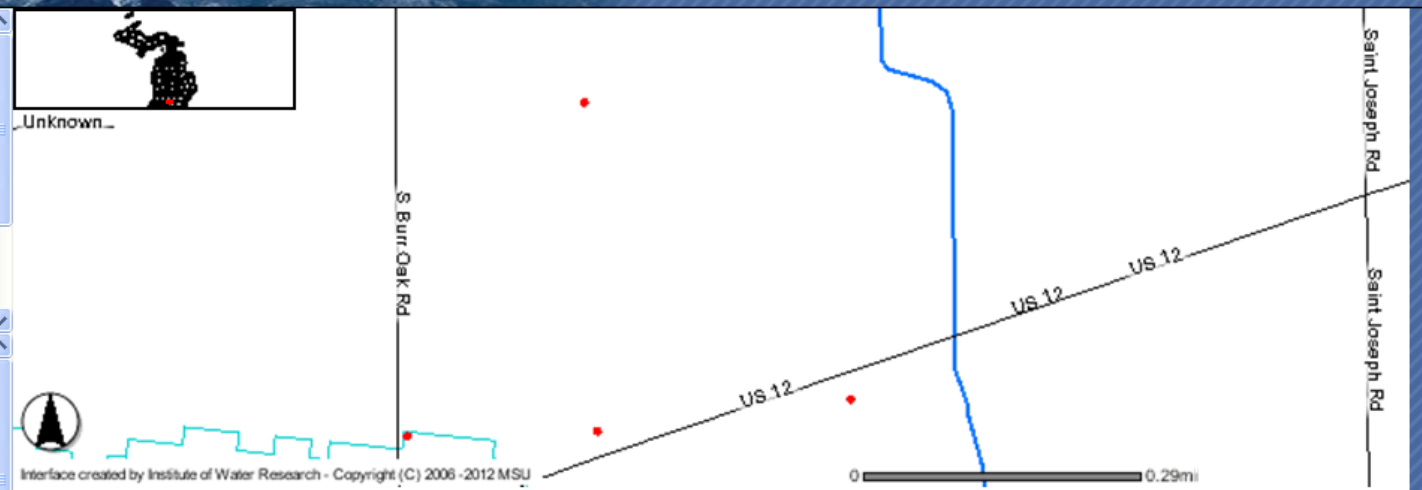 Unknown
S Burr Oak Rd
Saint Joseph Rd
US 12
US 12
Saint Joseph Rd
US 12
Interface created by Institute of Water Research - Copyright (C) 2006 -2012 MSU
0 0.29mi